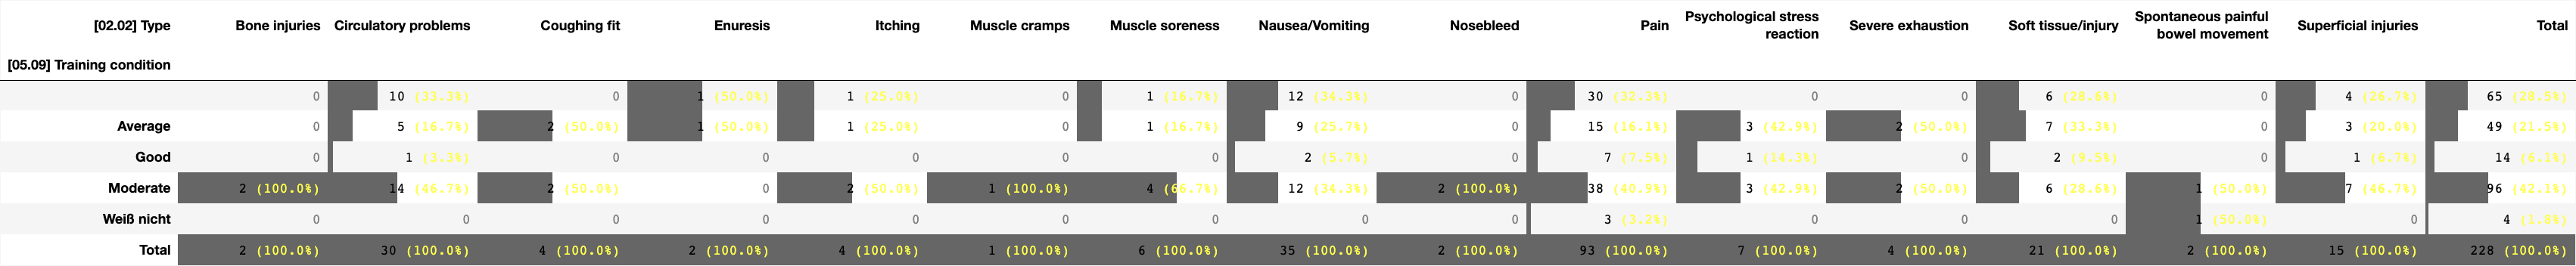 [02.02] Type Bone injuries Circulatory problems Coughing fit Enuresis Itching Muscle cramps Muscle soreness Nausea/Vomiting Nosebleed Pain Psychological stress reaction Severe exhaustion Soft tissue/injury Spontaneous painful bowel movement Superficial injuries Total
[05.09] Training condition
0 10 (33.3%) 0 1 (50.0%) 1 (25.0%) 0 1 (16.7%) 12 (34.3%) 0 30 (32.3%) 0 0 6 (28.6%) 0 4 (26.7%) 65 (28.5%)
Average 0 5 (16.7%) 2 (50.0%) 1 (50.0%) 1 (25.0%) 0 1 (16.7%) 9 (25.7%) 0 15 (16.1%) 3 (42.9%) 2 (50.0%) 7 (33.3%) 0 3 (20.0%) 49 (21.5%)
Good 0 1 (3.3%) 0 0 0 0 0 2 (5.7%) 0 7 (7.5%) 1 (14.3%) 0 2 (9.5%) 0 1 (6.7%) 14 (6.1%)
Moderate 2 (100.0%) 14 (46.7%) 2 (50.0%) 0 2 (50.0%) 1 (100.0%) 4 (66.7%) 12 (34.3%) 2 (100.0%) 38 (40.9%) 3 (42.9%) 2 (50.0%) 6 (28.6%) 1 (50.0%) 7 (46.7%) 96 (42.1%)
Weiß nicht 0 0 0 0 0 0 0 0 0 3 (3.2%) 0 0 0 1 (50.0%) 0 4 (1.8%)
Total 2 (100.0%) 30 (100.0%) 4 (100.0%) 2 (100.0%) 4 (100.0%) 1 (100.0%) 6 (100.0%) 35 (100.0%) 2 (100.0%) 93 (100.0%) 7 (100.0%) 4 (100.0%) 21 (100.0%) 2 (100.0%) 15 (100.0%) 228 (100.0%)